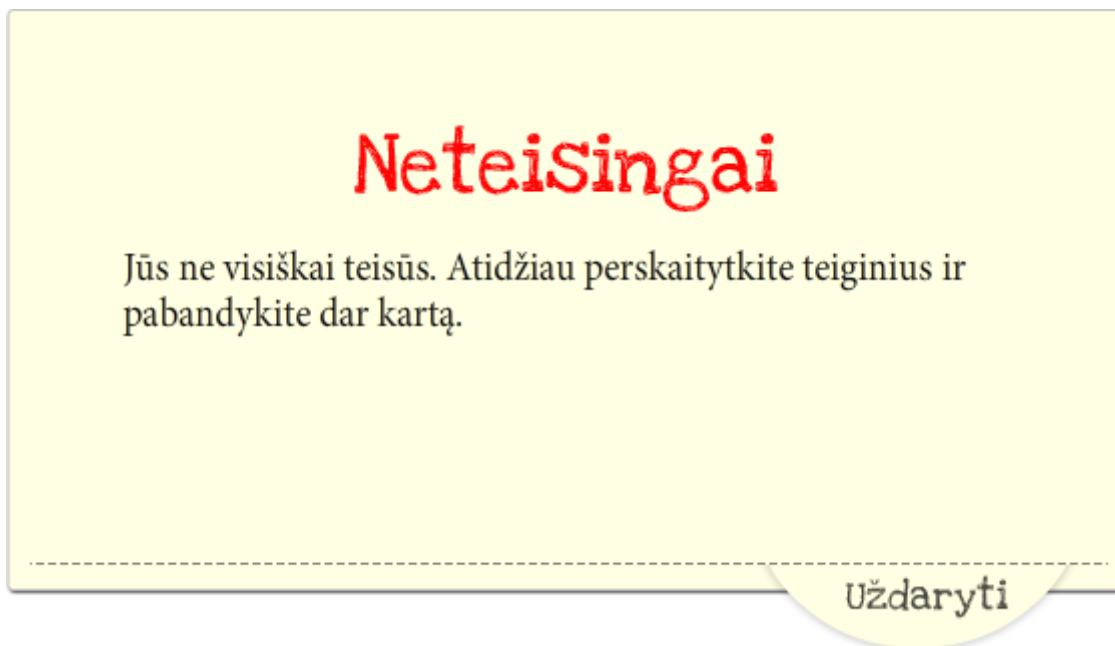 Neteisingai
Jūs ne visiškai teisūs. Atidžiau perskaitytkite teiginius ir
pabandykite dar kartą.
Uždaryti